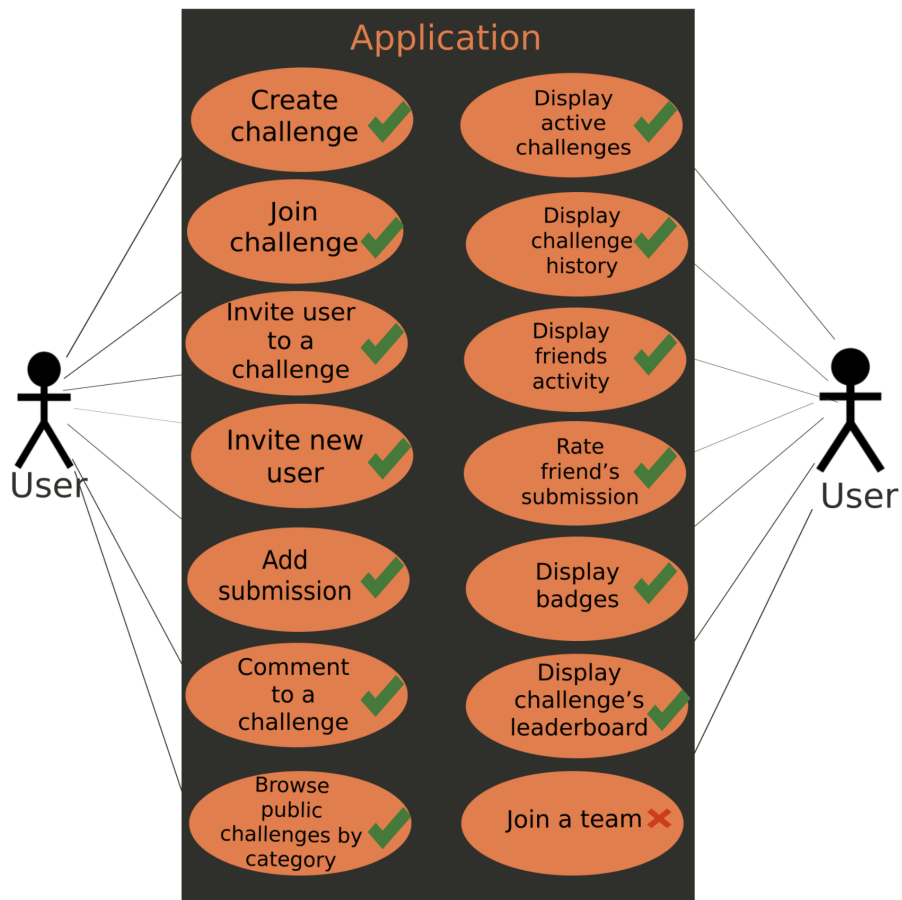 Application
Create
challenge
Join
challenge
Invite user
to a
challenge
Invite new
user
Add
submission
Comment
to a
challenge
Browse
public
challenges by
category
Display
active
challenges
Display
challenge
history
Display
friends
activity
Rate
friend’s
submission
Display
badges
Display
challenge’s
leaderboard
Join a team
User
User